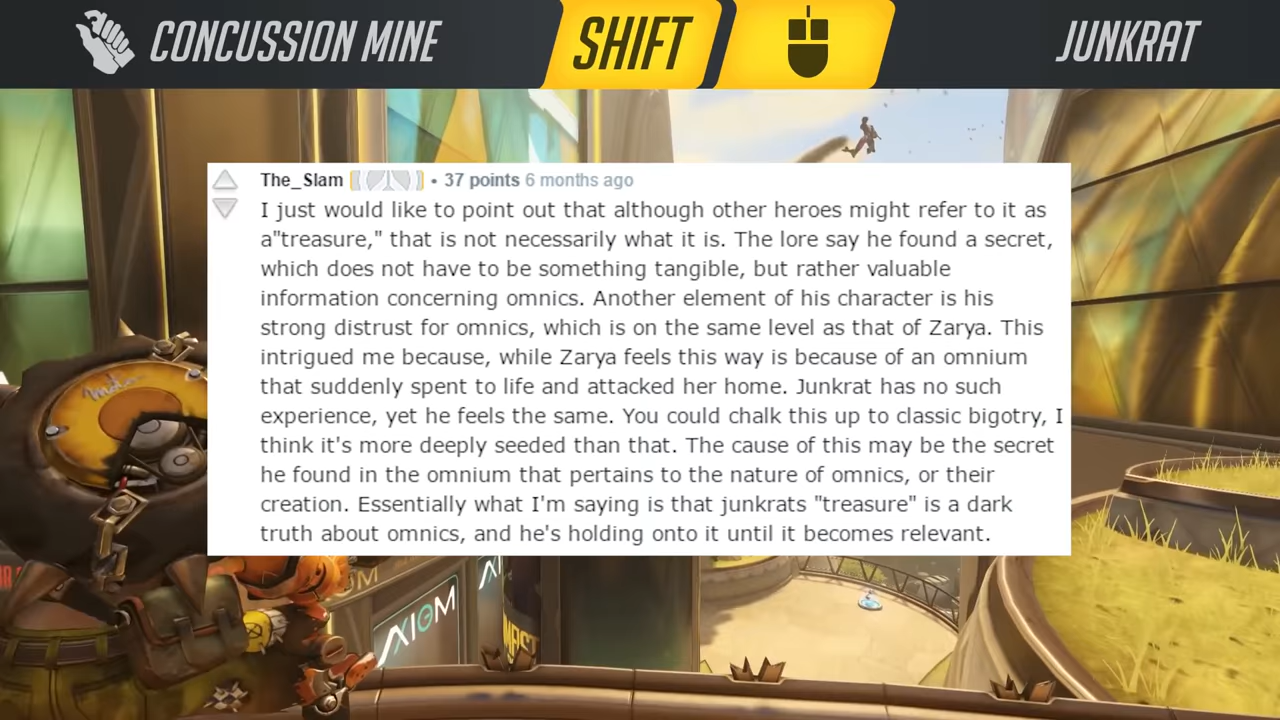 CONCUSSION MINE SHIFT JUNKRAT
The_Slam • 37 points 6 months ago
I just would like to point out that although other heroes might refer to it as
a"treasure," that is not necessarily what it is. The lore say he found a secret,
which does not have to be something tangible, but rather valuable
information concerning omnics. Another element of his character is his
strong distrust for omnics, which is on the same level as that of Zarya. This
intrigued me because, while Zarya feels this way is because of an omnium
that suddenly spent to life and attacked her home. Junkrat has no such
experience, yet he feels the same. You could chalk this up to classic bigotry, I
think it's more deeply seeded than that. The cause of this may be the secret
he found in the omnium that pertains to the nature of omnics, or their
creation. Essentially what I'm saying is that junkrats "treasure" is a dark
truth about omnics, and he's holding onto it until it becomes relevant.
AXIOM